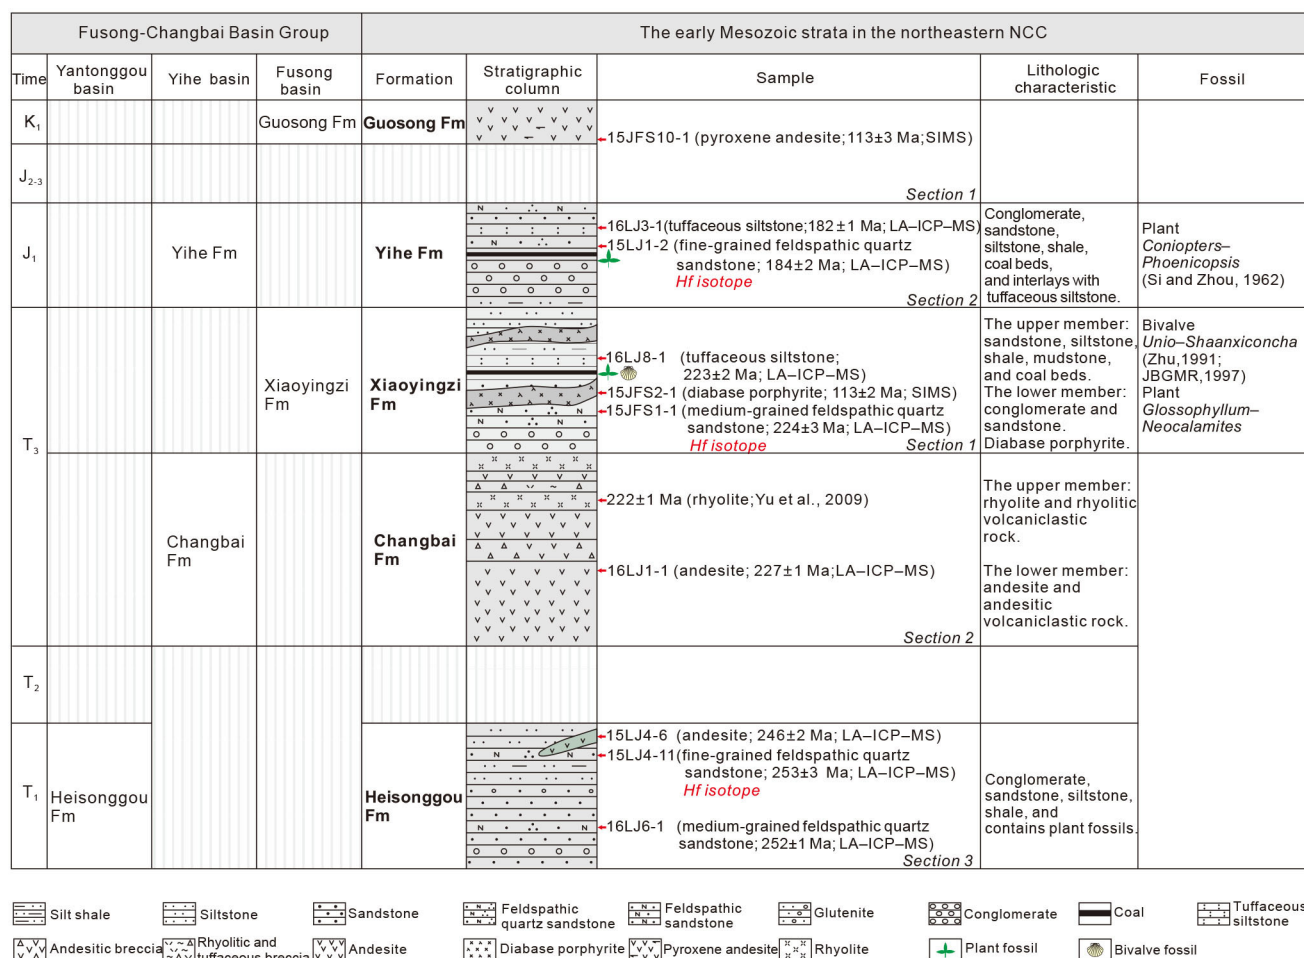 Fusong-Changbai Basin Group
The early Mesozoic strata in the northeastern NCC
Time
Yantonggou
basin
Yihe basin
Fusong
basin
Formation
Stratigraphic
column
Sample
Lithologic
characteristic
Fossil
K1
Guosong Fm
Guosong Fm
15JFS10-1 (pyroxene andesite;113±3 Ma;SIMS)
J2-3
Section 1
J1
Yihe Fm
Yihe Fm
16LJ3-1(tuffaceous siltstone;182±1 Ma; LA-ICP-MS)
15LJ1-2 (fine-grained feldspathic quartz
sandstone; 184±2 Ma; LA–ICP–MS)
Hf isotope
Section 2
Conglomerate,
sandstone,
siltstone, shale,
coal beds,
and interlays with
tuffaceous siltstone.
Plant
Coniopters–
Phoenicopsis
(Si and Zhou, 1962)
T3
Xiaoyingzi
Fm
Xiaoyingzi
Fm
16LJ8-1 (tuffaceous siltstone;
223±2 Ma; LA–ICP–MS)
15JFS2-1 (diabase porphyrite; 113±2 Ma; SIMS)
15JFS1-1 (medium-grained feldspathic quartz
sandstone; 224±3 Ma; LA–ICP–MS)
Hf isotope
Section 1
The upper member:
sandstone, siltstone,
shale, mudstone,
and coal beds.
The lower member:
conglomerate and
sandstone.
Diabase porphyrite.
Bivalve
Unio–Shaanxiconcha
(Zhu,1991;
JBGMR,1997)
Plant
Glossophyllum–
Neocalamites
Changbai
Fm
Changbai
Fm
222±1 Ma (rhyolite;Yu et al., 2009)
16LJ1-1 (andesite; 227±1 Ma;LA–ICP–MS)
Section 2
The upper member:
rhyolite and rhyolitic
volcaniclastic
rock.
The lower member:
andesite and
andesitic
volcaniclastic rock.
T2
T1
Heisonggou
Fm
Heisonggou
Fm
15LJ4-6 (andesite; 246±2 Ma; LA–ICP–MS)
15LJ4-11(fine-grained feldspathic quartz
sandstone; 253±3 Ma; LA–ICP–MS)
Hf isotope
16LJ6-1 (medium-grained feldspathic quartz
sandstone; 252±1 Ma; LA–ICP–MS)
Section 3
Conglomerate,
sandstone, siltstone,
shale, and
contains plant fossils.
Silt shale
Siltstone
Sandstone
Feldspathic
quartz sandstone
Feldspathic
sandstone
Glutenite
Conglomerate
Coal
Tuffaceous
siltstone
Andesitic breccia
Rhyolitic and
tuffaceous breccia
Andesite
Diabase porphyrite
Pyroxene andesite
Rhyolite
Plant fossil
Bivalve fossil